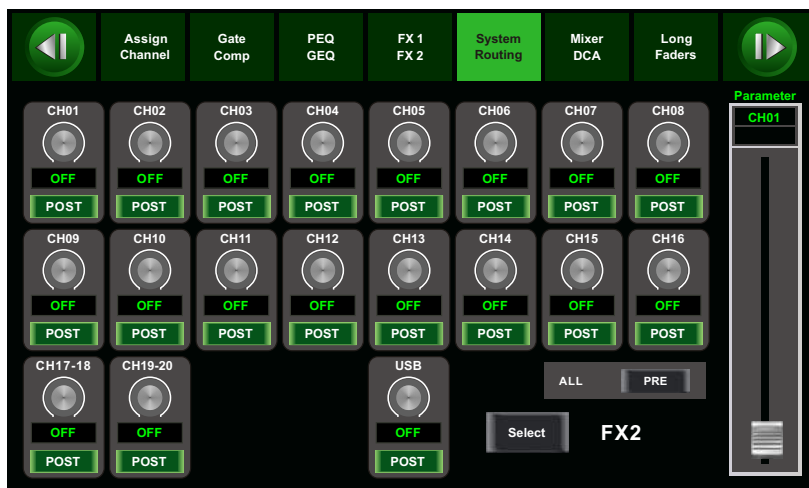 Assign Channel
Gate Comp
PEQ GEQ
FX 1 FX 2
System Routing
Mixer DCA
Long Faders
Parameter
CH01
CH01 CH02 CH03 CH04 CH05 CH06 CH07 CH08
OFF OFF OFF OFF OFF OFF OFF OFF
POST POST POST POST POST POST POST POST
CH09 CH10 CH11 CH12 CH13 CH14 CH15 CH16
OFF OFF OFF OFF OFF OFF OFF OFF
POST POST POST POST POST POST POST POST
CH17-18 CH19-20 USB
OFF OFF OFF
POST POST POST
ALL PRE
Select FX2